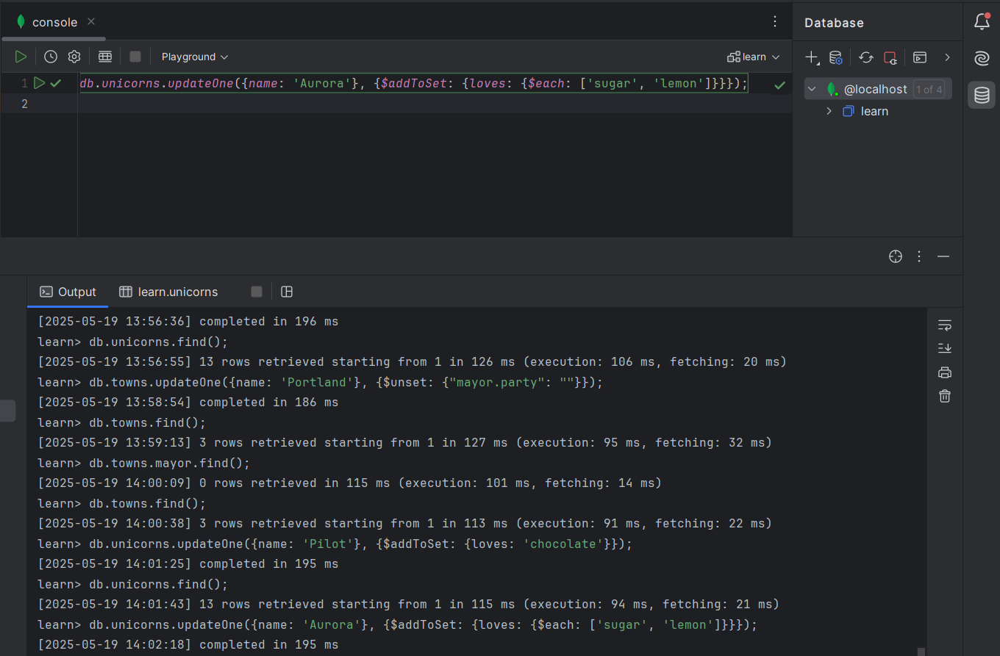 console
Database
Playground
learn
1 db.unicorns.updateOne({name: 'Aurora'}, {$addToSet: {loves: {$each: ['sugar', 'lemon']}}});
2
@localhost 1 of 4
learn
Output learn.unicorns
[2025-05-19 13:56:36] completed in 196 ms
learn> db.unicorns.find();
[2025-05-19 13:56:55] 13 rows retrieved starting from 1 in 126 ms (execution: 106 ms, fetching: 20 ms)
learn> db.towns.updateOne({name: 'Portland'}, {$unset: {"mayor.party": ""}});
[2025-05-19 13:58:54] completed in 186 ms
learn> db.towns.find();
[2025-05-19 13:59:13] 3 rows retrieved starting from 1 in 127 ms (execution: 95 ms, fetching: 32 ms)
learn> db.towns.mayor.find();
[2025-05-19 14:00:09] 0 rows retrieved in 115 ms (execution: 101 ms, fetching: 14 ms)
learn> db.towns.find();
[2025-05-19 14:00:38] 3 rows retrieved starting from 1 in 113 ms (execution: 91 ms, fetching: 22 ms)
learn> db.unicorns.updateOne({name: 'Pilot'}, {$addToSet: {loves: 'chocolate'}});
[2025-05-19 14:01:25] completed in 195 ms
learn> db.unicorns.find();
[2025-05-19 14:01:43] 13 rows retrieved starting from 1 in 115 ms (execution: 94 ms, fetching: 21 ms)
learn> db.unicorns.updateOne({name: 'Aurora'}, {$addToSet: {loves: {$each: ['sugar', 'lemon']}}});
[2025-05-19 14:02:18] completed in 195 ms